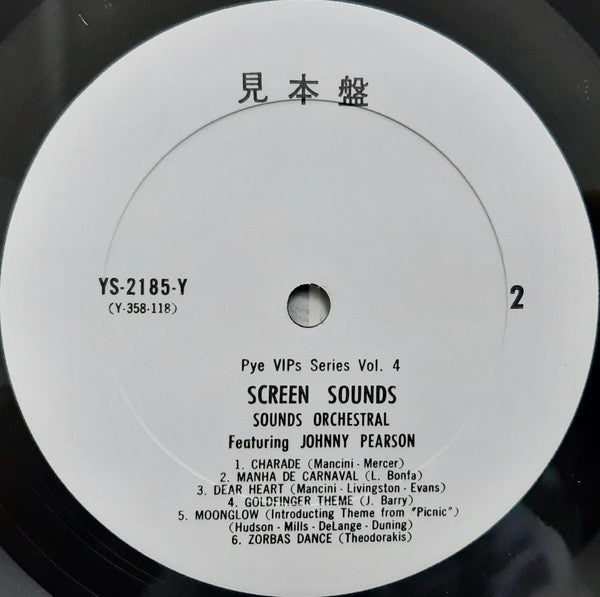 見本盤
YS-2185-Y
(Y-358-118)
2
Pye VIPs Series Vol. 4
SCREEN SOUNDS
SOUNDS ORCHESTRAL
Featuring JOHNNY PEARSON
1. CHARADE (Mancini - Mercer)
2. MANHA DE CARNAVAL (L. Bonfa)
3. DEAR HEART (Mancini - Livingston - Evans)
4. GOLDFINGER THEME (J. Barry)
5. MOONGLOW (Introducting Theme from "Picnic")
(Hudson - Mills - DeLange - Duning)
6. ZORBAS DANCE (Theodorakis)